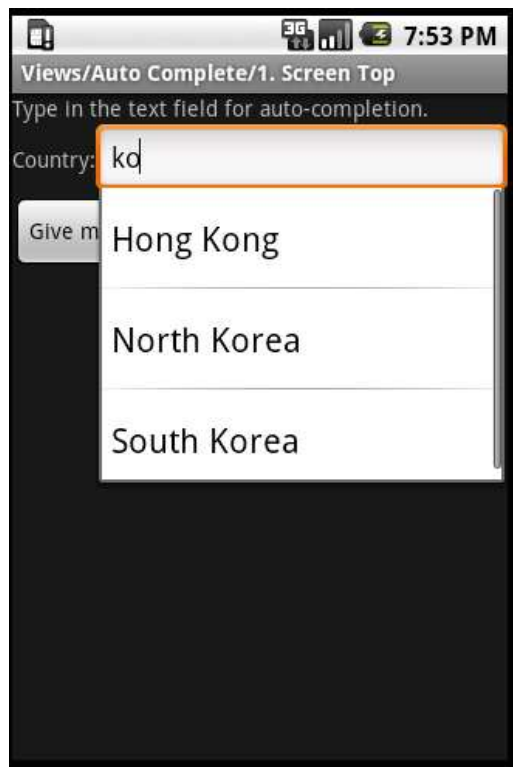 3G 7:53 PM
Views/Auto Complete/1. Screen Top
Type in the text field for auto-completion.
Country: ko
Give m
Hong Kong
North Korea
South Korea